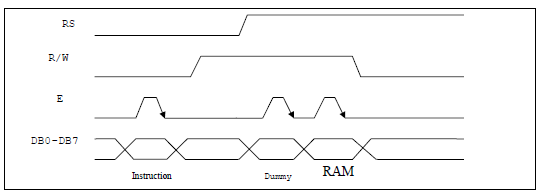 RS
R/W
E
DB0-DB7
Instruction Dummy RAM